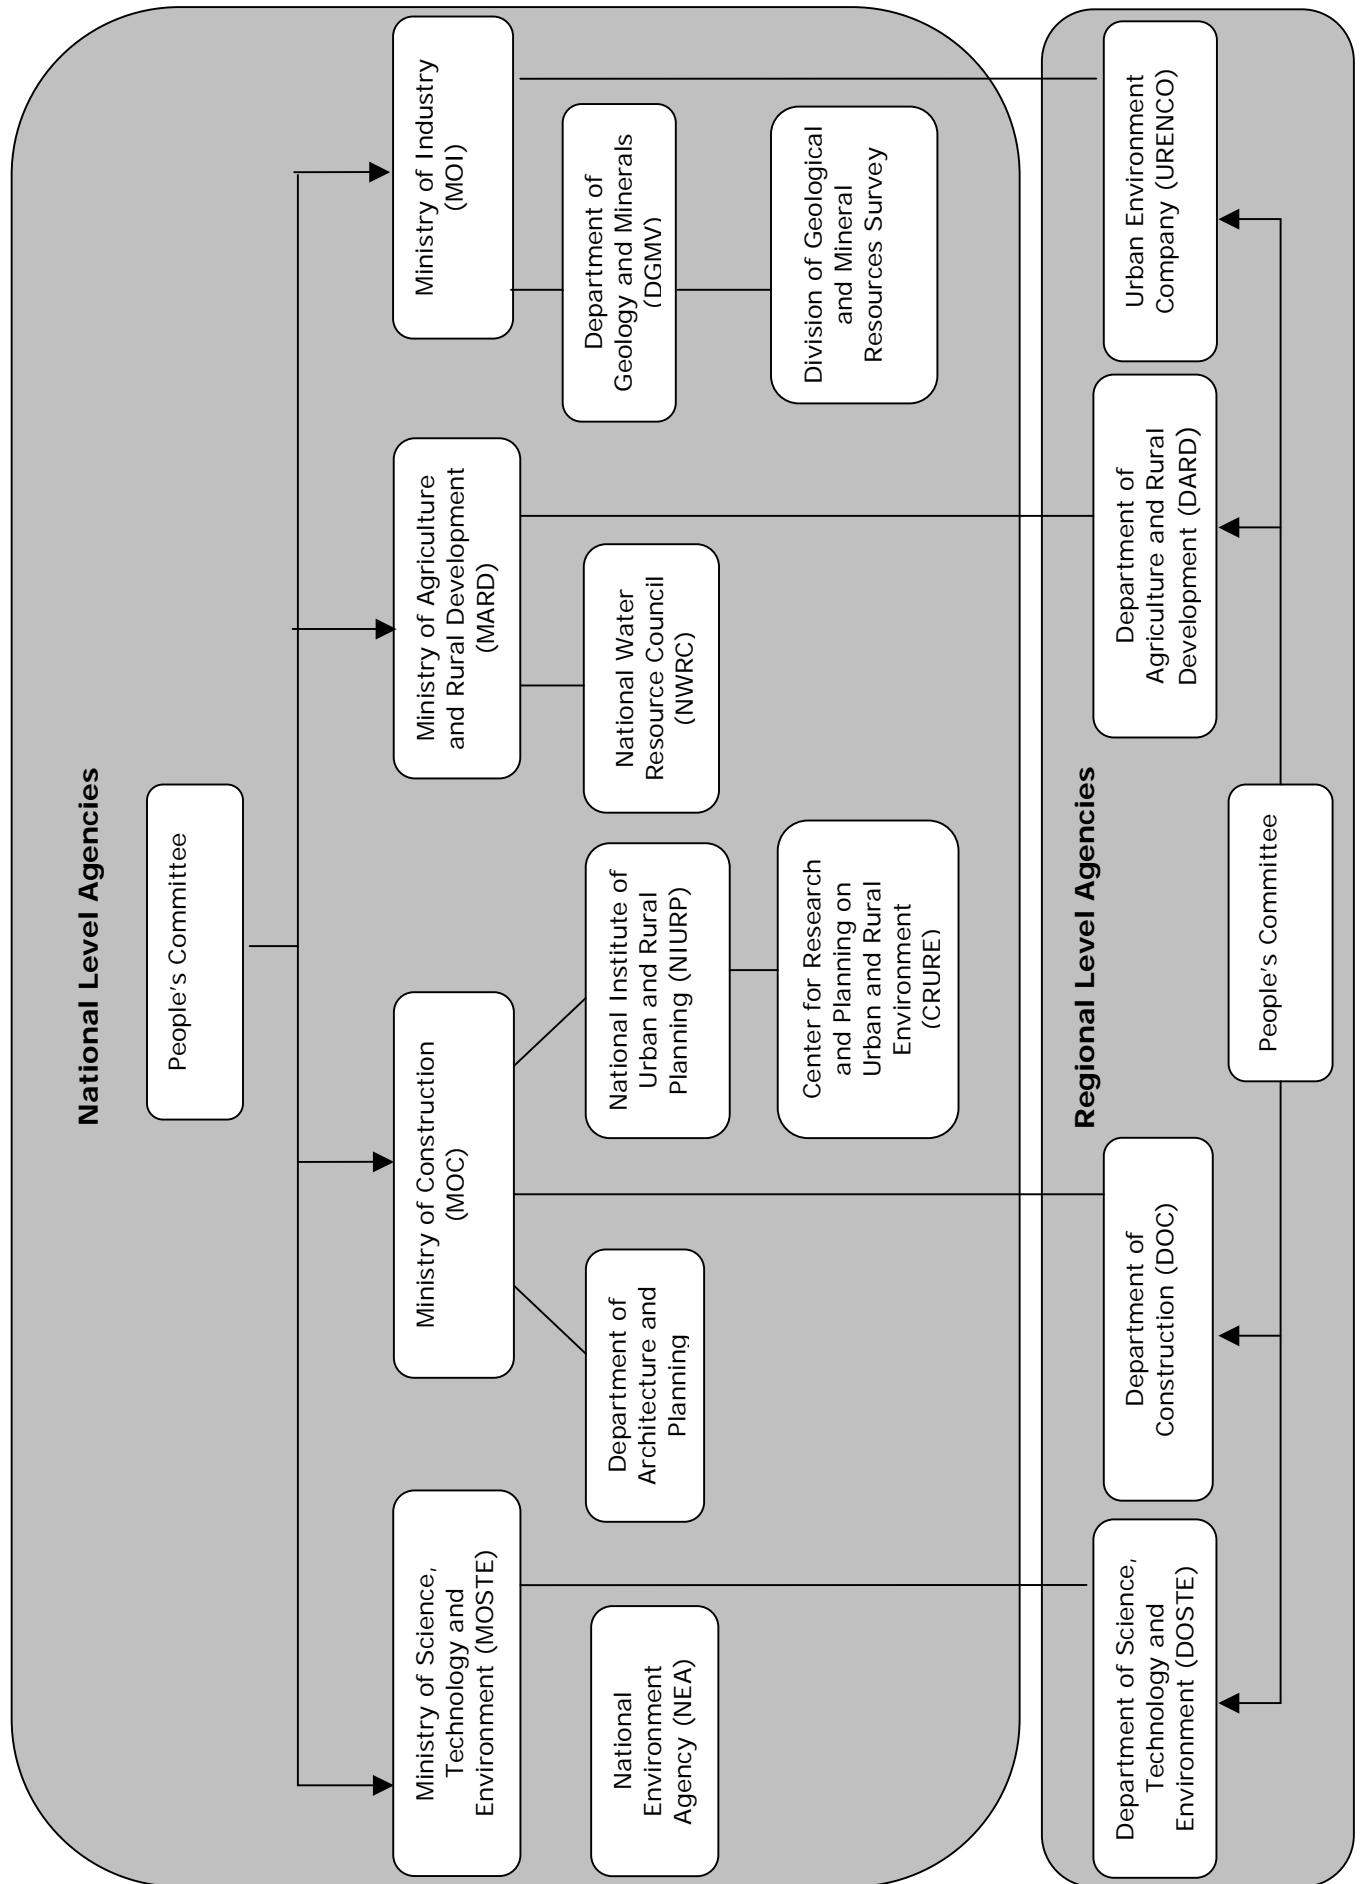 National Level Agencies
People's Committee
Ministry of Science,
Technology and
Environment (MOSTE)
Ministry of Construction
(MOC)
Ministry of Agriculture
and Rural Development
(MARD)
Ministry of Industry
(MOI)
National
Environment
Agency (NEA)
Department of
Architecture and
Planning
National Institute of
Urban and Rural
Planning (NIURP)
National Water
Resource Council
(NWRC)
Department of
Geology and Minerals
(DGMV)
Center for Research
and Planning on
Urban and Rural
Environment
(CRURE)
Division of Geological
and Mineral
Resources Survey
Regional Level Agencies
Department of Science,
Technology and
Environment (DOSTE)
Department of
Construction (DOC)
Department of
Agriculture and Rural
Development (DARD)
Urban Environment
Company (URENCO)
People's Committee